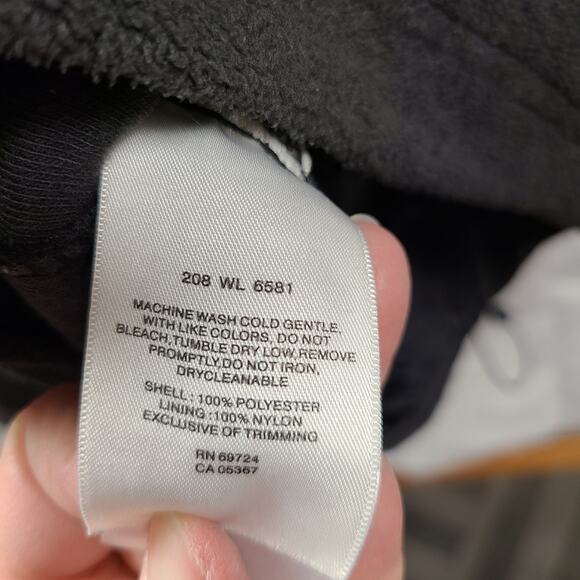 208 WL 6581
MACHINE WASH COLD GENTLE,
WITH LIKE COLORS, DO NOT
BLEACH,TUMBLE DRY LOW,REMOVE
PROMPTLY.DO NOT IRON,
DRYCLEANABLE
SHELL : 100% POLYESTER
LINING :100% NYLON
EXCLUSIVE OF TRIMMING
RN 69724
CA 05367